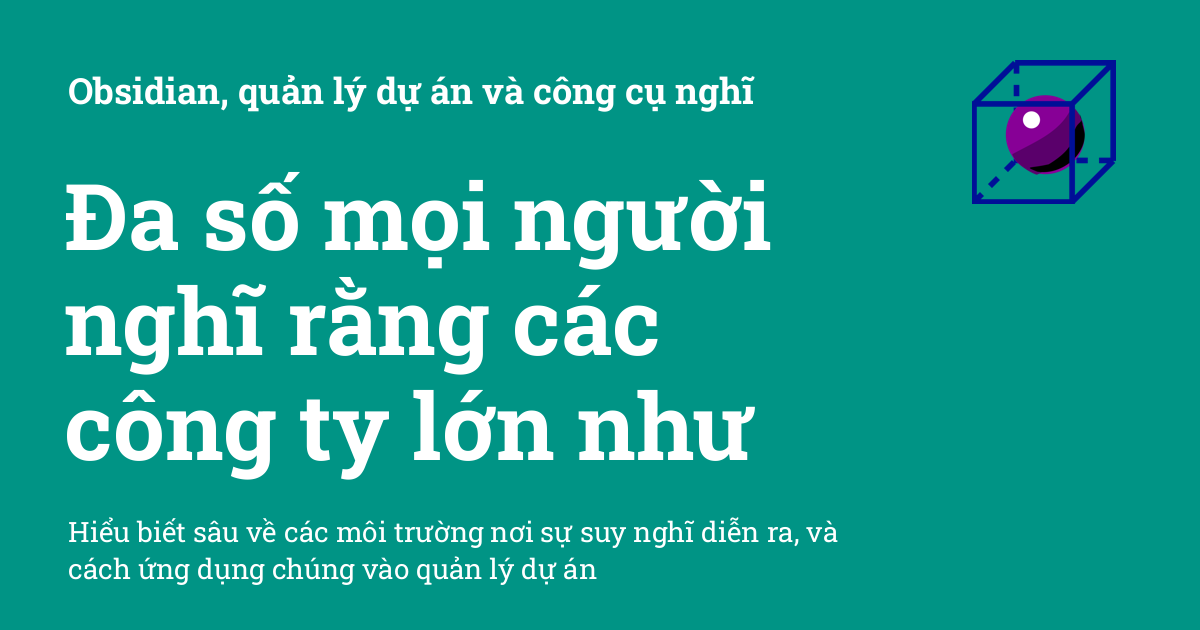 Obsidian, quản lý dự án và công cụ nghĩ
Đa số mọi người
nghĩ rằng các
công ty lớn như
Hiểu biết sâu về các môi trường nơi sự suy nghĩ diễn ra, và
cách ứng dụng chúng vào quản lý dự án